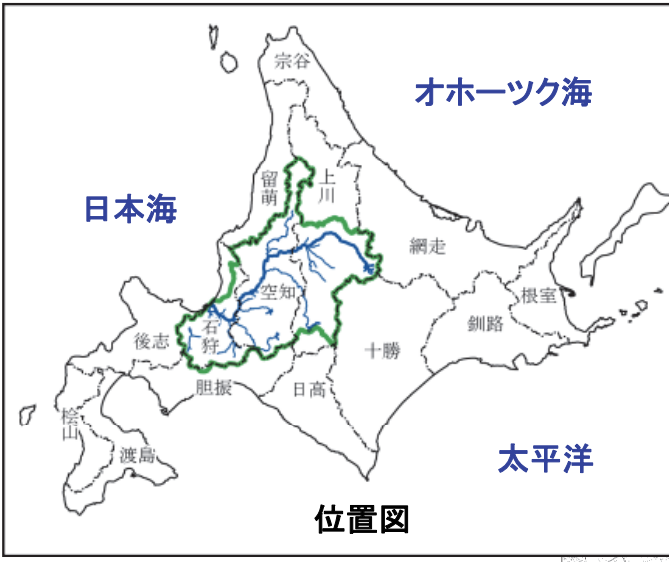 宗谷
オホーツク海
留萌
上川
日本海
網走
空知
根室
石狩
釧路
後志
十勝
胆振
日高
桧山
渡島
太平洋
位置図